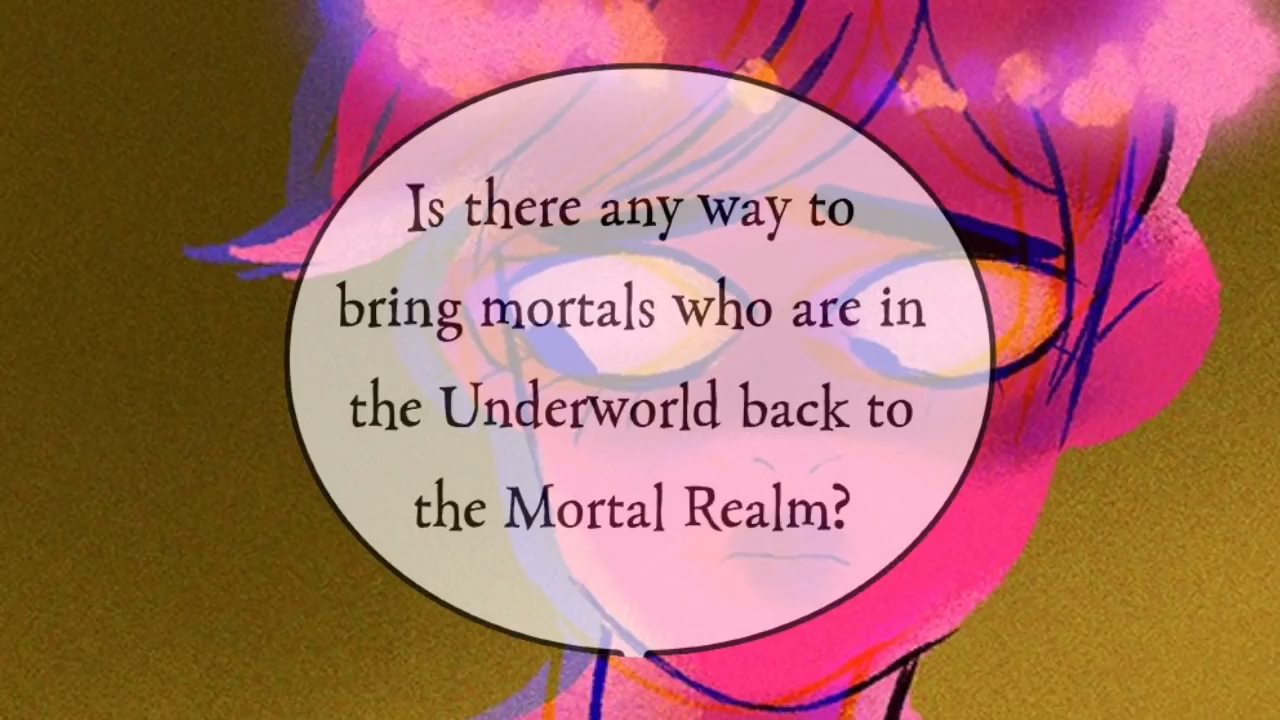 Is there any way to
bring mortals who are in
the Underworld back to
the Mortal Realm?